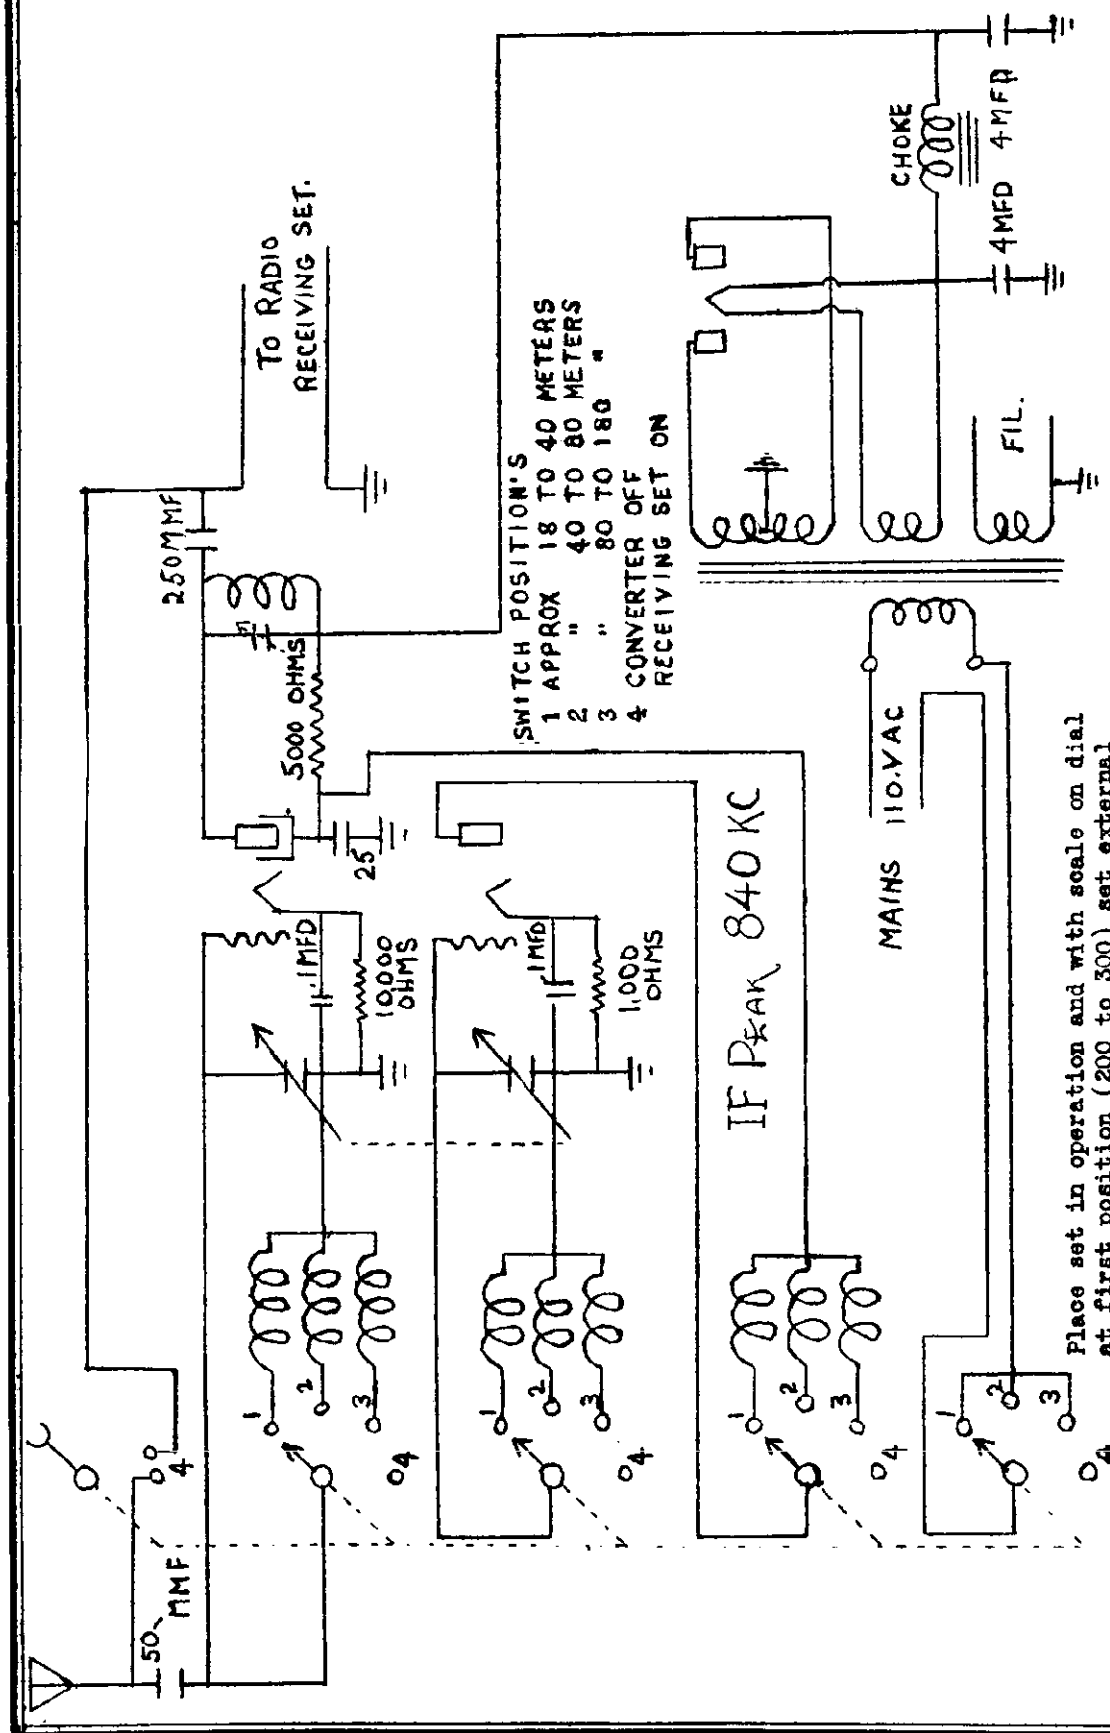 50 MMF
4
1
2
3
4
1
2
3
4
1
2
3
4
1
2
3
4
.1MFD
10,000
OHMS
.1MFD
1,000
OHMS
25
5000 OHMS
250MMF
TO RADIO
RECEIVING SET.
SWITCH POSITION'S
1 APPROX 18 TO 40 METERS
2 " 40 TO 80 METERS
3 " 80 TO 180 "
4 CONVERTER OFF
RECEIVING SET ON
IF PEAK 840 KC
MAINS 110.VAC
FIL.
CHOKE
4MFD 4MFD
Place set in operation and with scale on dial
at first position (200 to 300) set external